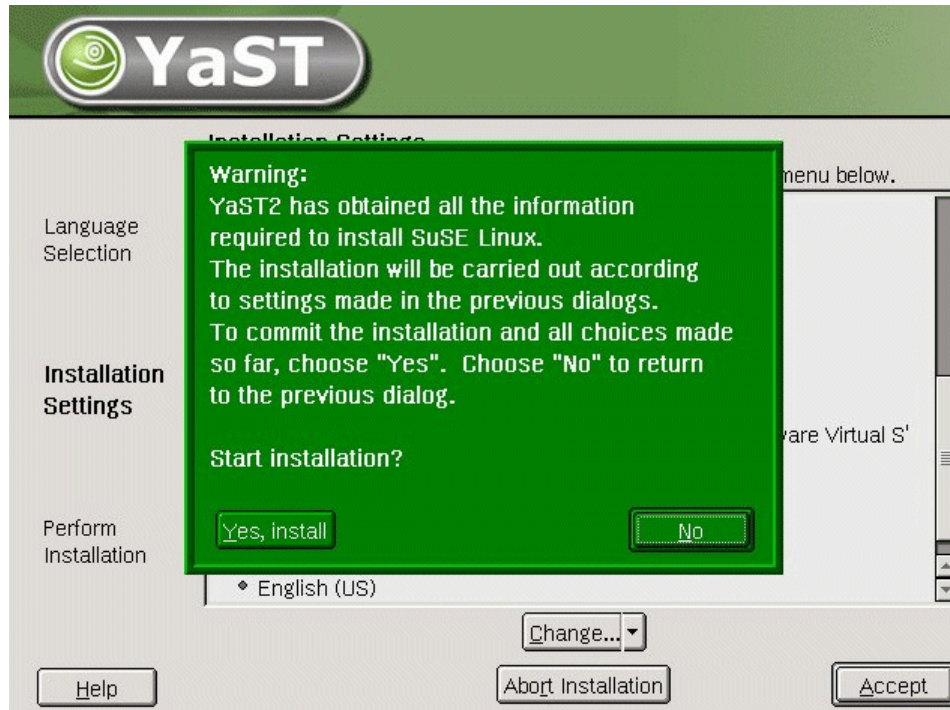 YaST
Installation Settings
menu below.
Language
Selection
Installation
Settings
Perform
Installation
Warning:
YaST2 has obtained all the information
required to install SuSE Linux.
The installation will be carried out according
to settings made in the previous dialogs.
To commit the installation and all choices made
so far, choose "Yes".  Choose "No" to return
to the previous dialog.
Start installation?
Yes, install
No
ware Virtual S'
English (US)
Change...
Help
Abort Installation
Accept